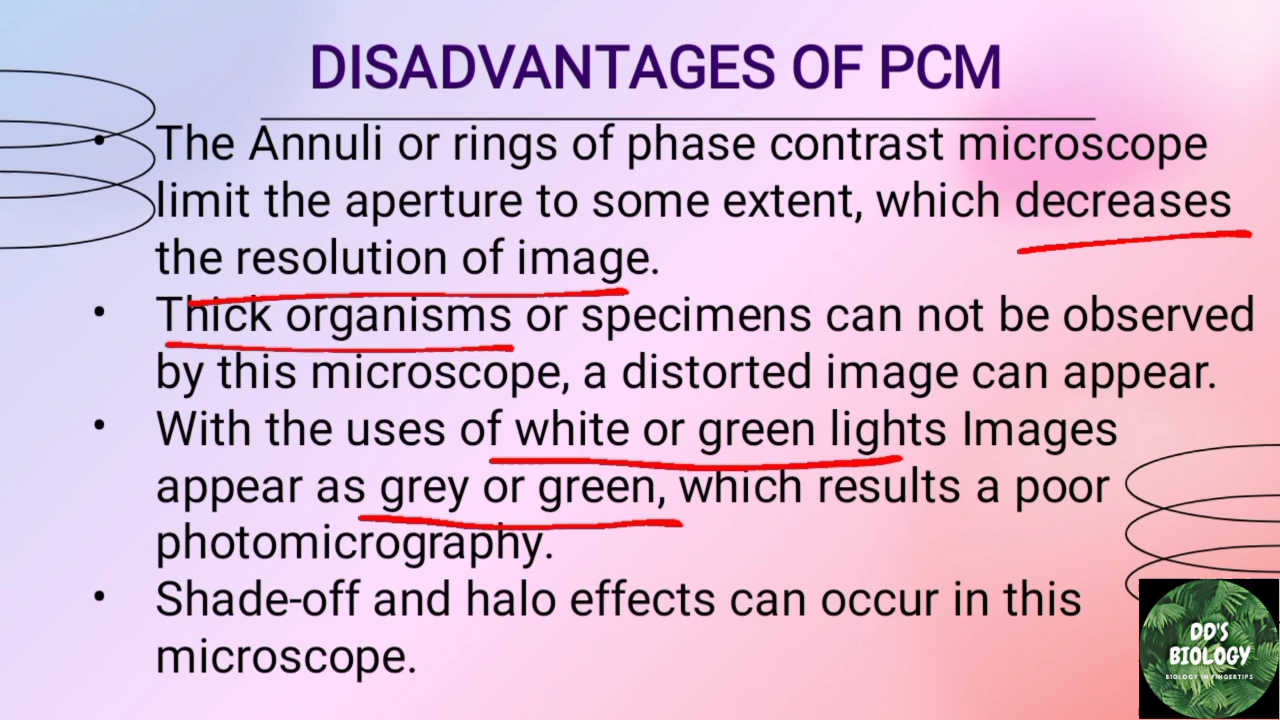 DISADVANTAGES OF PCM
• The Annuli or rings of phase contrast microscope
limit the aperture to some extent, which decreases
the resolution of image.
• Thick organisms or specimens can not be observed
by this microscope, a distorted image can appear.
• With the uses of white or green lights Images
appear as grey or green, which results a poor
photomicrography.
• Shade-off and halo effects can occur in this
microscope.
DD'S
BIOLOGY
BIOLOGY IN FINGERTIPS